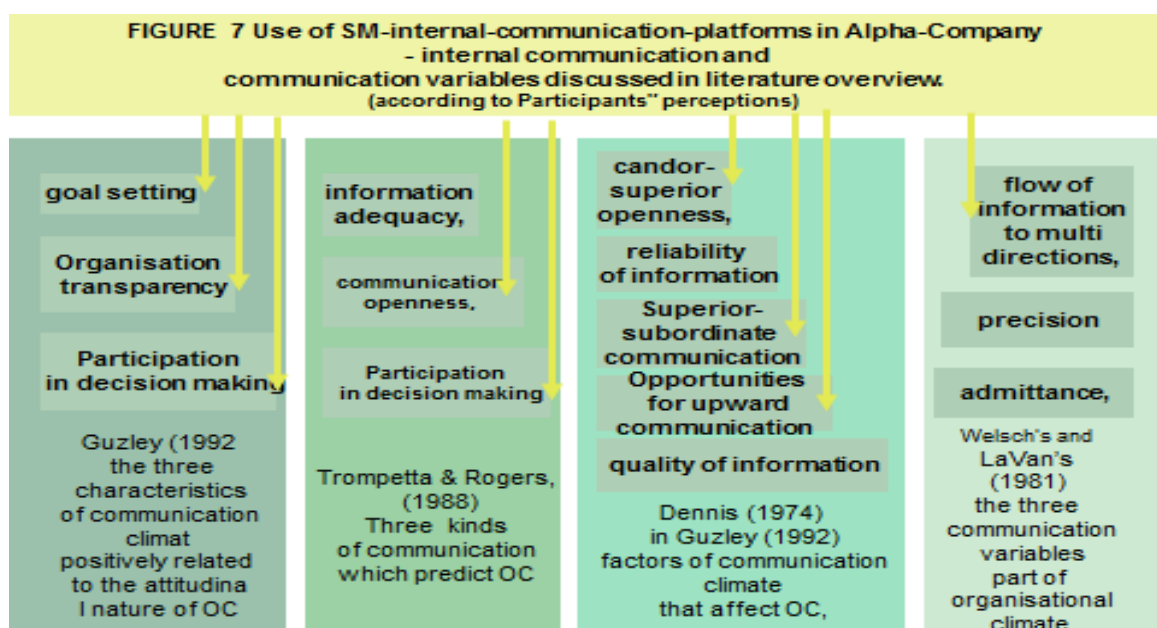 FIGURE 7 Use of SM-internal-communication-platforms in Alpha-Company
- internal communication and
communication variables discussed in literature overview.
(according to Participants" perceptions)
goal setting
Organisation
transparency
Participation
in decision making
Guzley (1992
the three
characteristics
of communication
climat
positively related
to the attitudina
l nature of OC
information
adequacy,
communication
openness,
Participation
in decision making
Trompetta & Rogers,
(1988)
Three kinds
of communication
which predict OC
candor-
superior
openness,
reliability
of information
Superior-
subordinate
communication
Opportunities
for upward
communication
quality of information
Dennis (1974)
in Guzley (1992)
factors of communication
climate
that affect OC,
flow of
information
to multi
directions,
precision
admittance,
Welsch's and
LaVan's
(1981)
the three
communication
variables
part of
organisational
climate